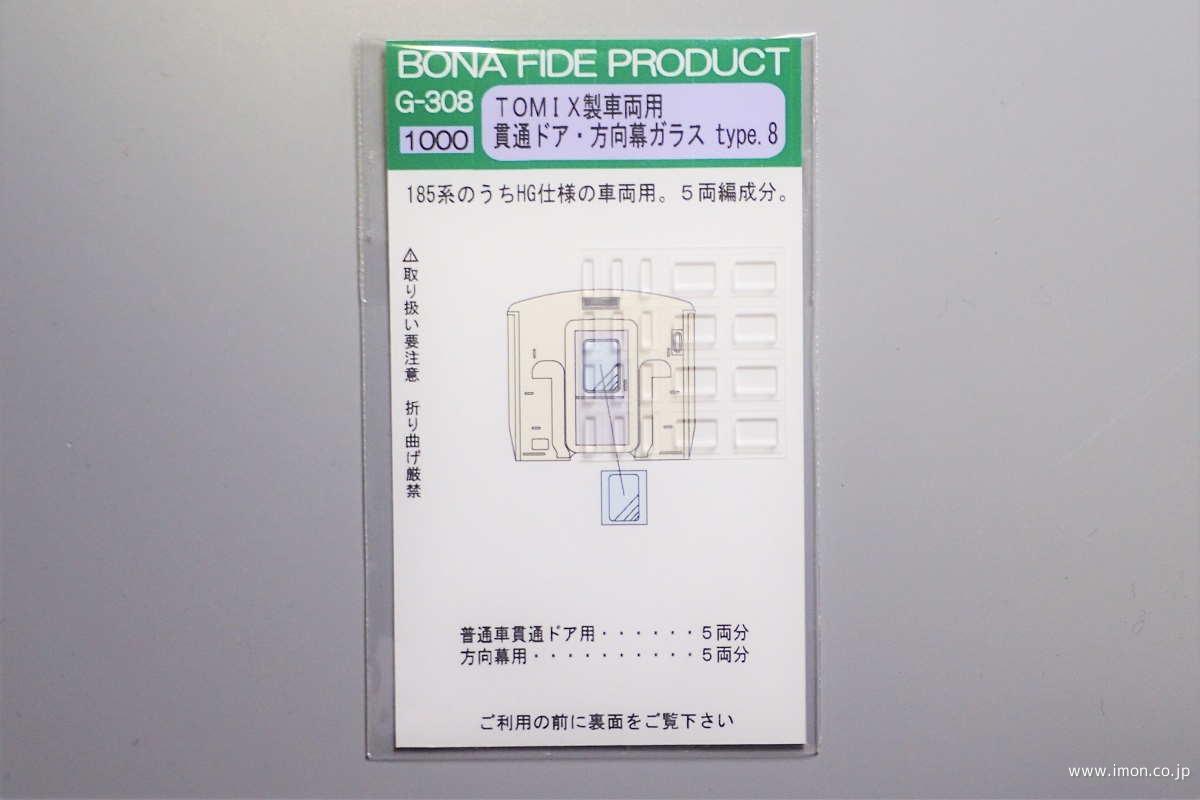 BONA FIDE PRODUCT
G-308
1000
TOMIX製車両用
貫通ドア・方向幕ガラス type.8
185系のうちHG仕様の車両用。５両編成分。
⚠取り扱い要注意 折り曲げ厳禁
普通車貫通ドア用・・・・・・５両分
方向幕用・・・・・・・・・・５両分
ご利用の前に裏面をご覧下さい
www.imon.co.jp